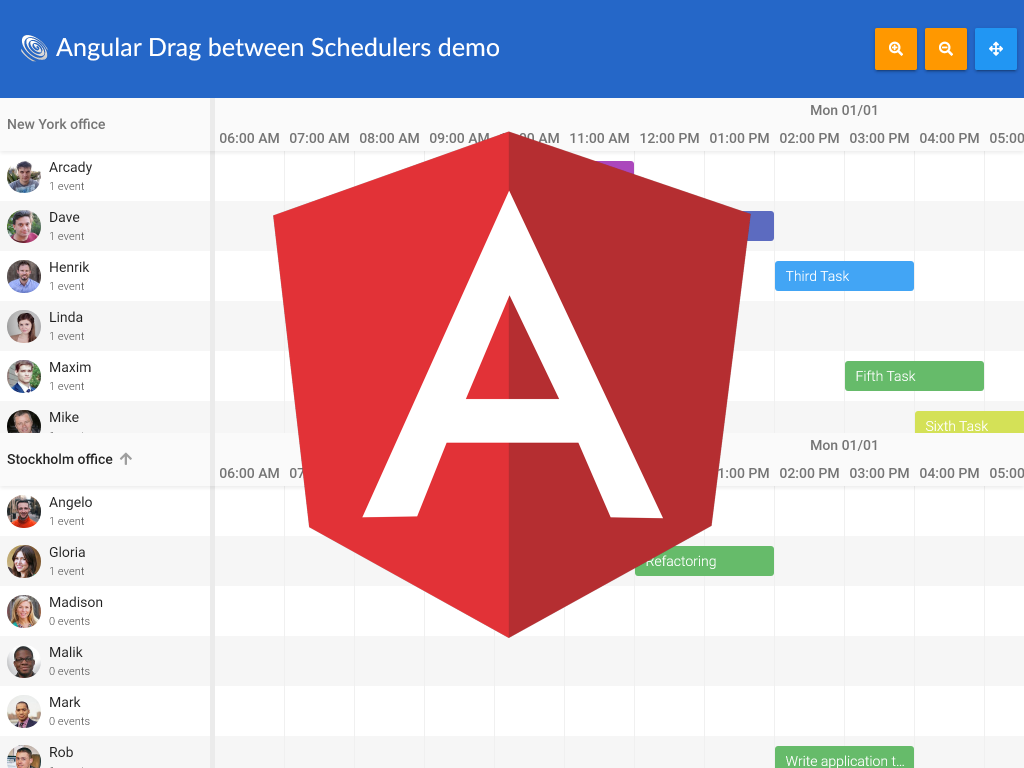 Angular Drag between Schedulers demo
New York office
Mon 01/01
06:00 AM 07:00 AM 08:00 AM 09:00 AM AM 11:00 AM 12:00 PM 01:00 PM 02:00 PM 03:00 PM 04:00 PM 05:00
Arcady
1 event
Dave
1 event
Henrik
1 event
Third Task
Linda
1 event
Maxim
1 event
Fifth Task
Mike
Sixth Task
Mon 01/01
Stockholm office
06:00 AM 07 1:00 PM 02:00 PM 03:00 PM 04:00 PM 05:00
Angelo
1 event
Gloria
1 event
Refactoring
Madison
0 events
Malik
0 events
Mark
0 events
Rob
Write application t...